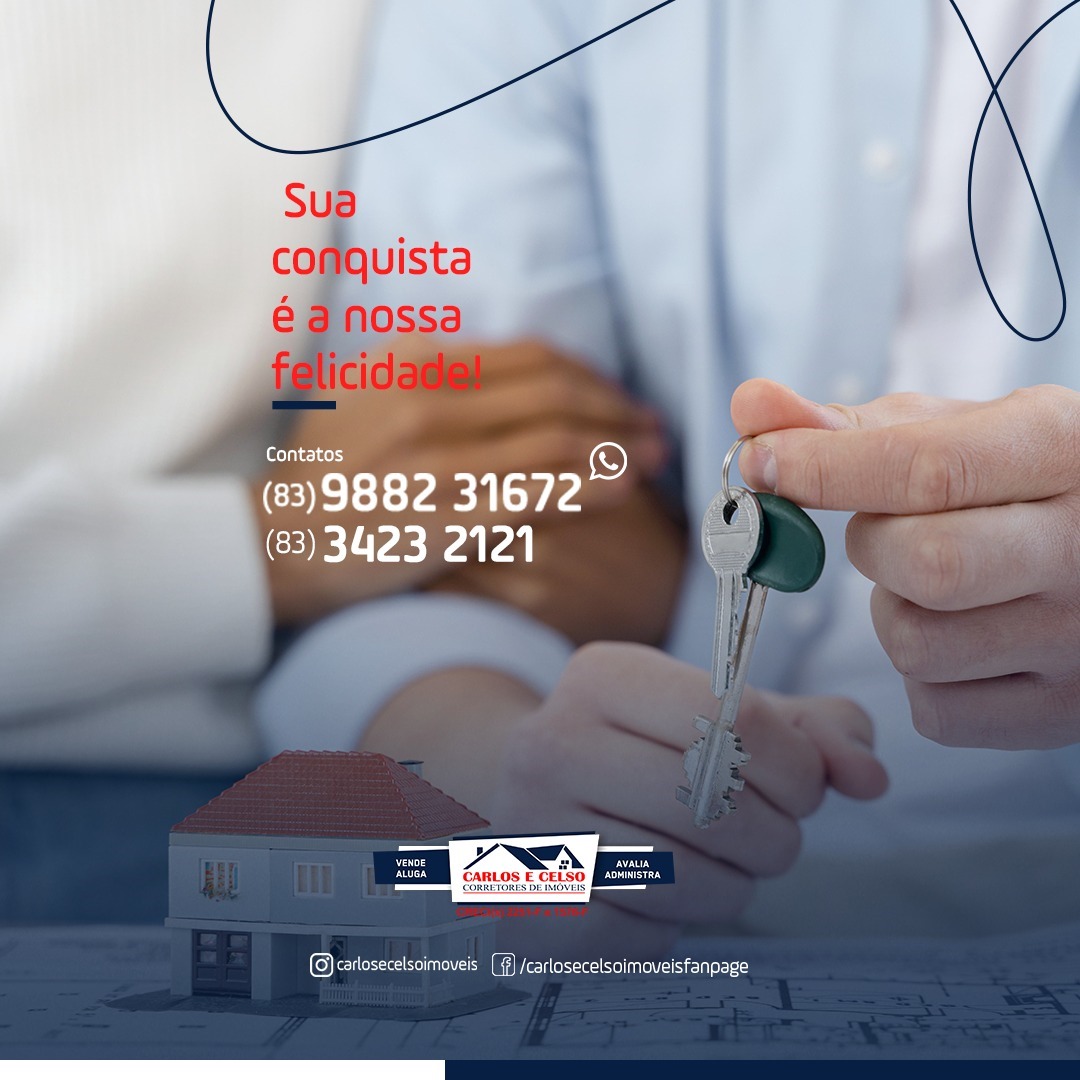 Sua
conquista
é a nossa
felicidade!
Contatos
(83) 9882 31672
(83) 3423 2121
VENDE
ALUGA
CARLOS E CELSO
CORRETORES DE IMÓVEIS
AVALIA
ADMINISTRA
carlosecelsoimoveis
/carlosecelsoimoveisfanpage